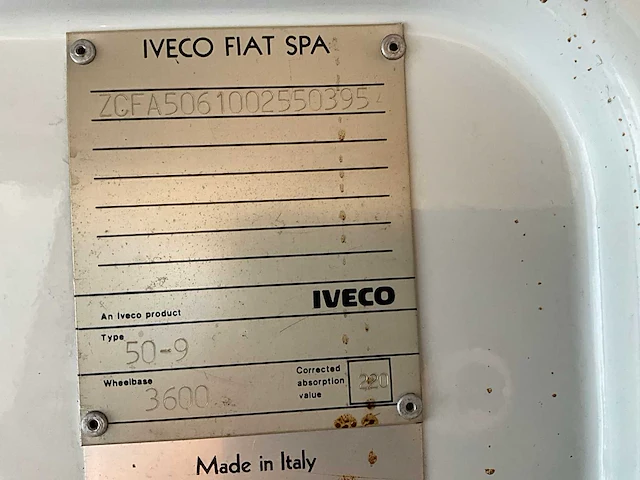 IVECO FIAT SPA
ZCFA5061002550395
IVECO
An Iveco product
Type 50-9
Wheelbase 3600
Corrected
absorption
value
Made in Italy